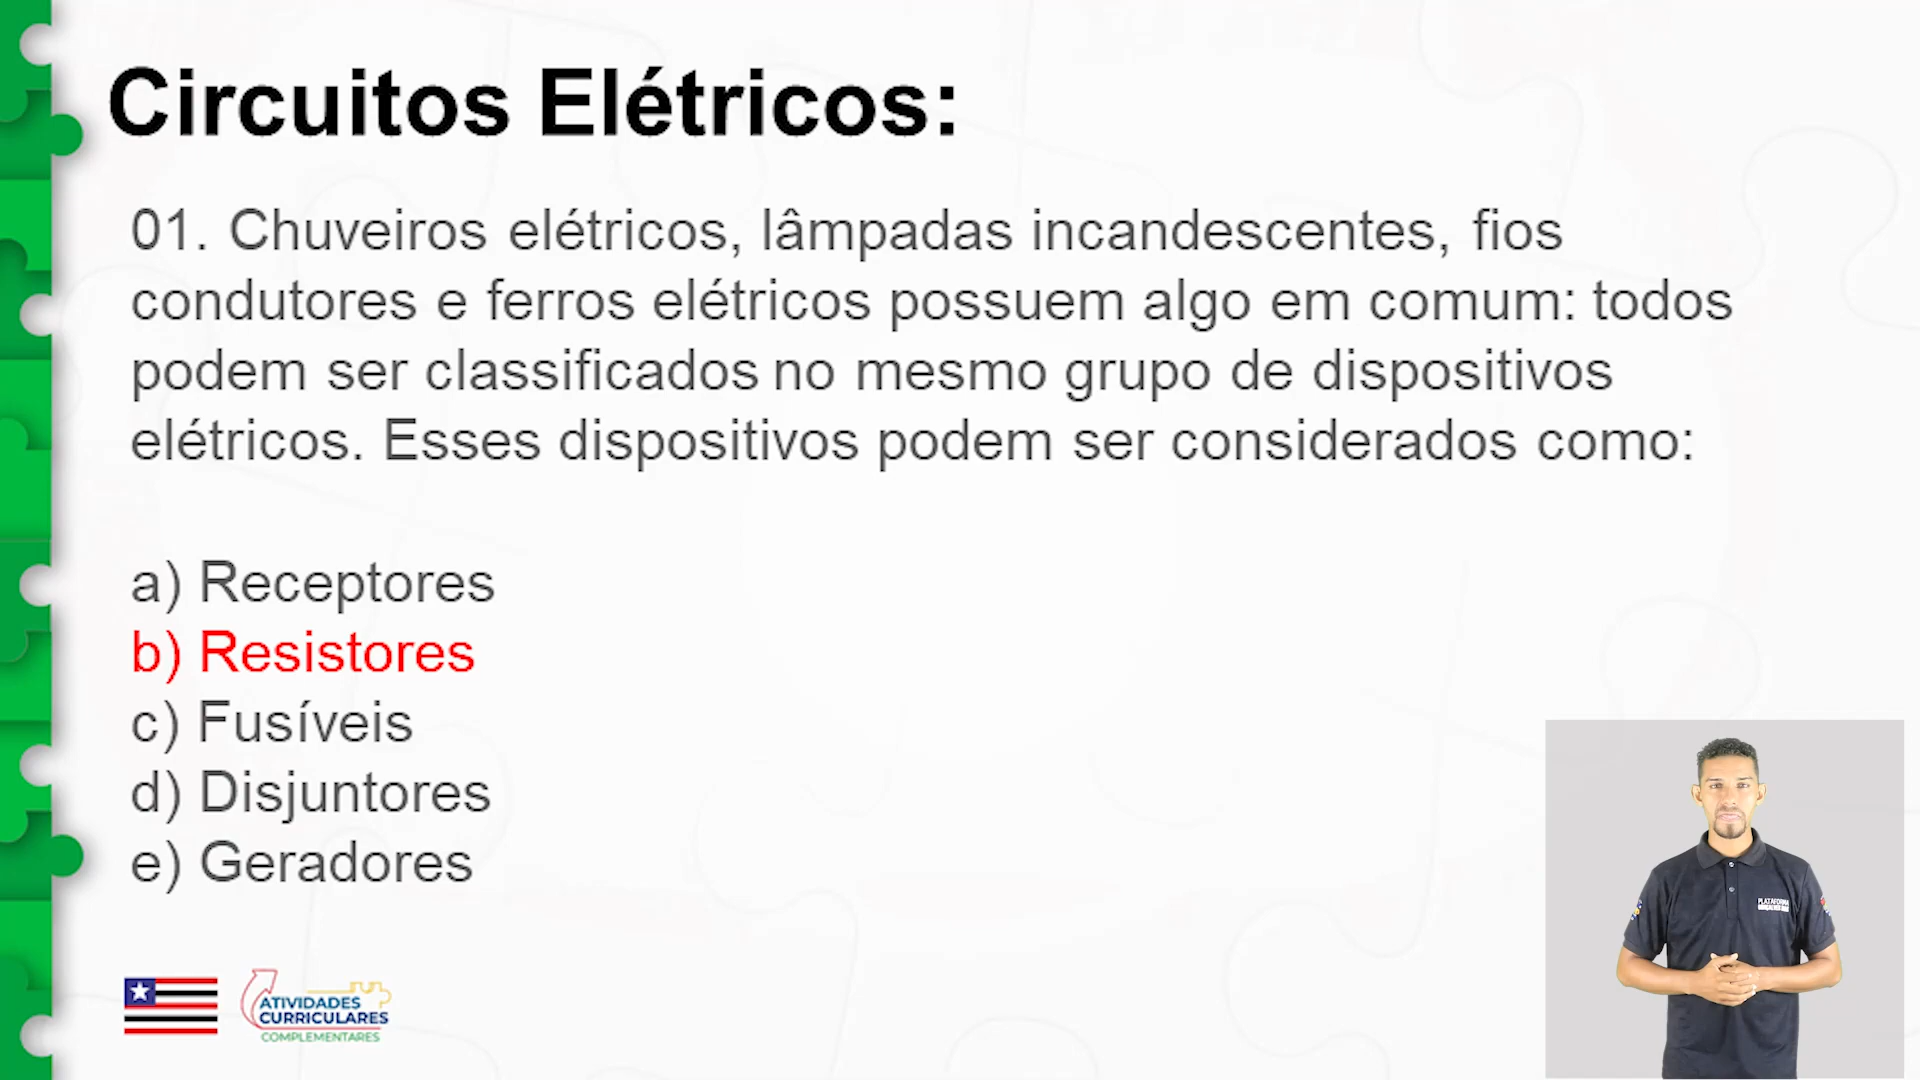 Circuitos Elétricos:
01. Chuveiros elétricos, lâmpadas incandescentes, fios
condutores e ferros elétricos possuem algo em comum: todos
podem ser classificados no mesmo grupo de dispositivos
elétricos. Esses dispositivos podem ser considerados como:
a) Receptores
b) Resistores
c) Fusíveis
d) Disjuntores
e) Geradores
ATIVIDADES
CURRICULARES
COMPLEMENTARES
PLATAFORMA